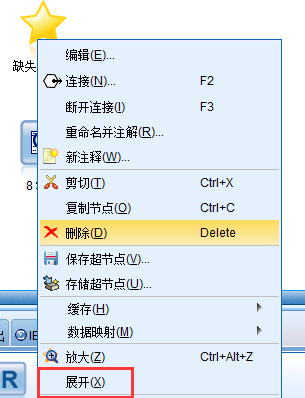 缺失
编辑(E)...
连接(N)... F2
断开连接(I) F3
重命名并注解(R)...
新注释(W)...
剪切(T) Ctrl+X
复制节点(O) Ctrl+C
删除(D) Delete
保存超节点(V)...
存储超节点(U)...
缓存(H)
数据映射(M)
放大(Z) Ctrl+Alt+Z
展开(X)
8
IE
R